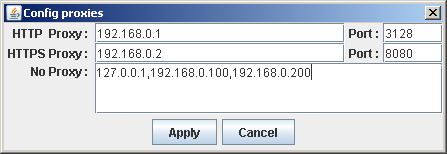 Config proxies
HTTP Proxy: 192.168.0.1 Port: 3128
HTTPS Proxy: 192.168.0.2 Port: 8080
No Proxy: 127.0.0.1,192.168.0.100,192.168.0.200
Apply Cancel